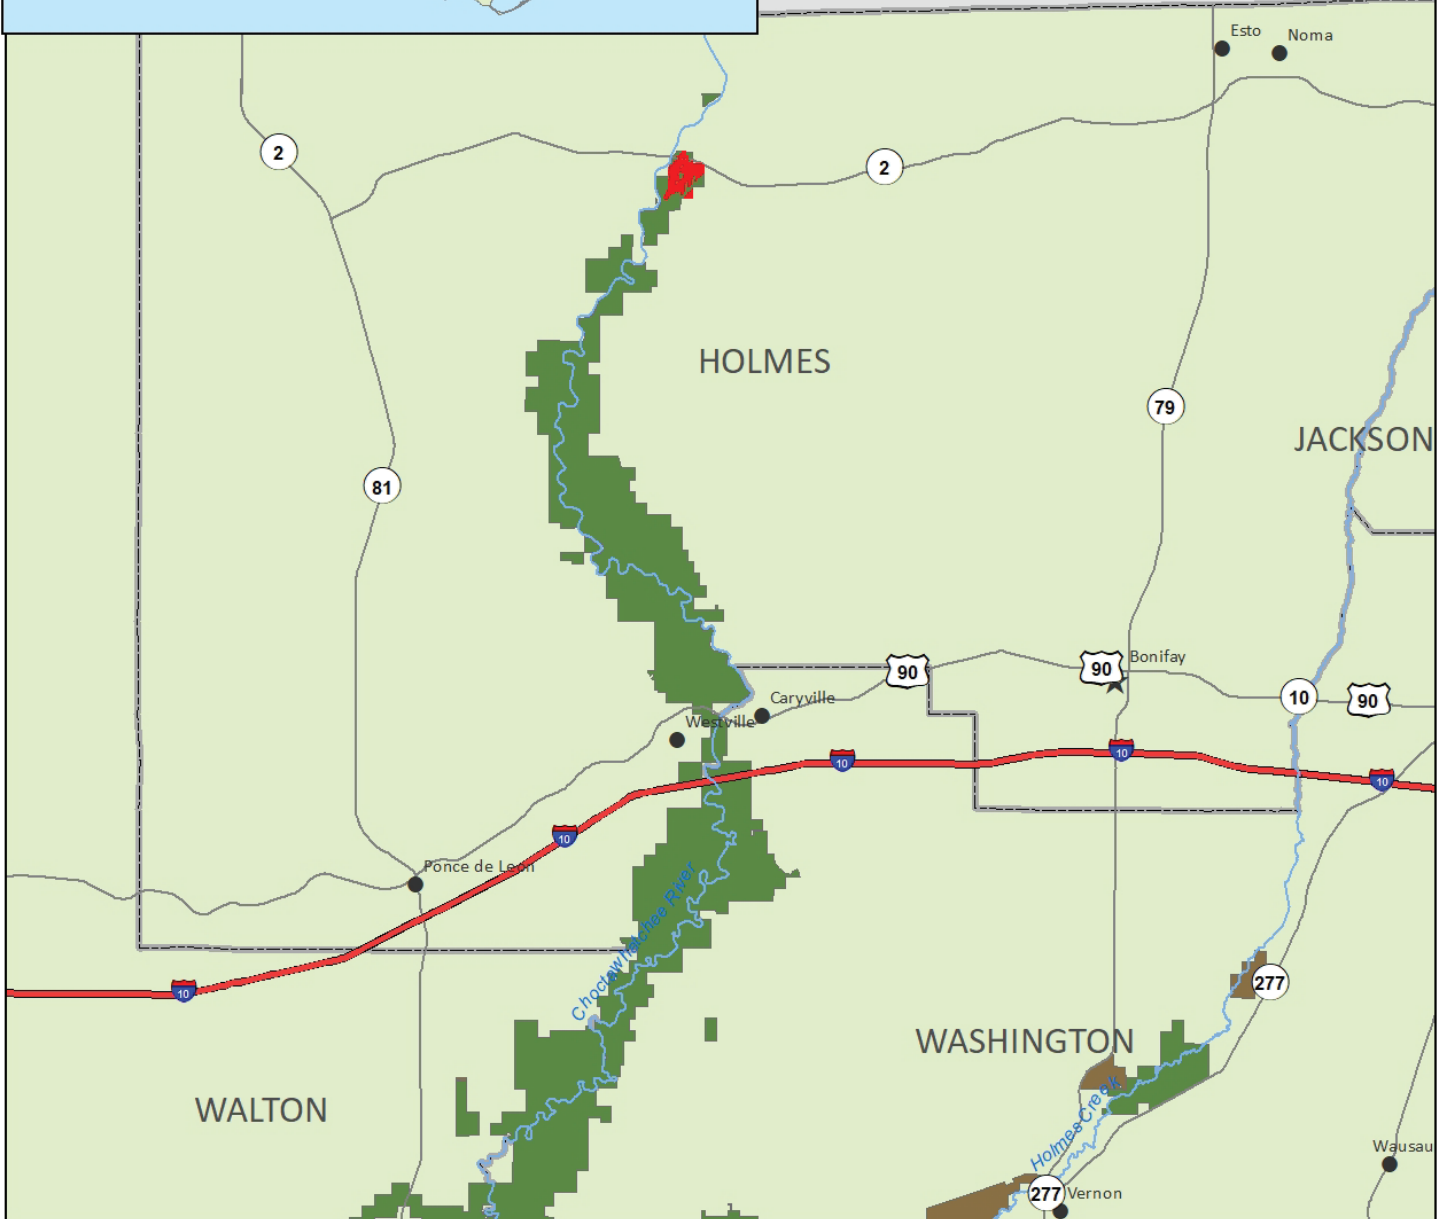 Esto
Noma
2
2
HOLMES
79
JACKSON
81
90
90
Bonifay
10
90
Caryville
Westville
10
10
10
10
Ponce de Leon
Choctawhatchee River
10
277
WASHINGTON
WALTON
Holmes Creek
Wausau
277
Vernon